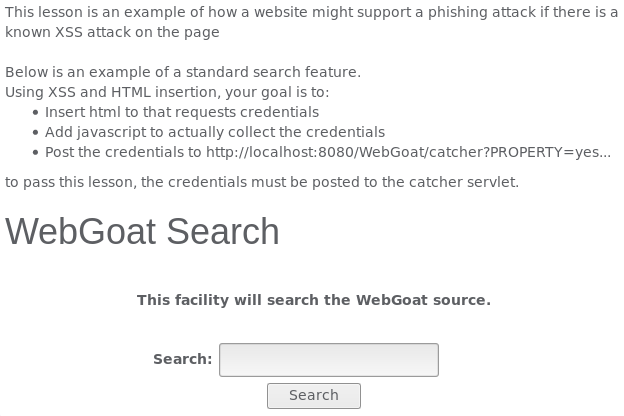 This lesson is an example of how a website might support a phishing attack if there is a
known XSS attack on the page
Below is an example of a standard search feature.
Using XSS and HTML insertion, your goal is to:
• Insert html to that requests credentials
• Add javascript to actually collect the credentials
• Post the credentials to http://localhost:8080/WebGoat/catcher?PROPERTY=yes...
to pass this lesson, the credentials must be posted to the catcher servlet.
WebGoat Search
This facility will search the WebGoat source.
Search:
Search